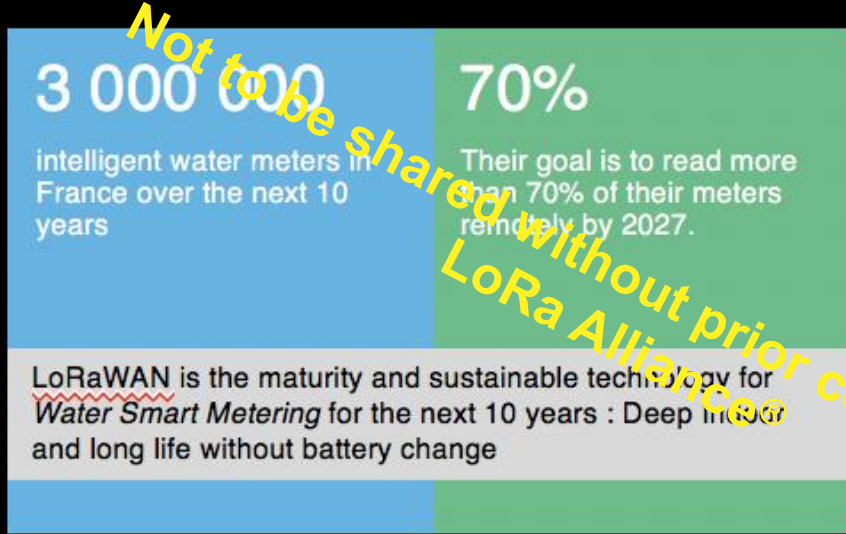 3 000 000
intelligent water meters in
France over the next 10
years
70%
Their goal is to read more
than 70% of their meters
remotely by 2027.
LoRaWAN is the maturity and sustainable technology for
Water Smart Metering for the next 10 years : Deep indoor
and long life without battery change
Not to be shared without prior
LoRa Alliance®